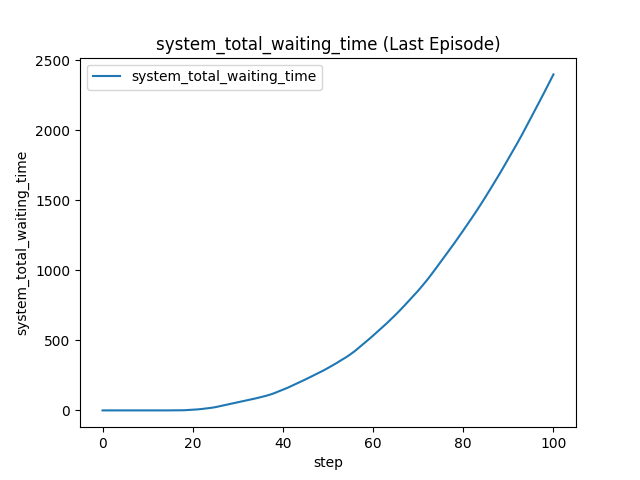 system_total_waiting_time (Last Episode)
system_total_waiting_time
system_total_waiting_time
2500
2000
1500
1000
500
0
0 20 40 60 80 100
step